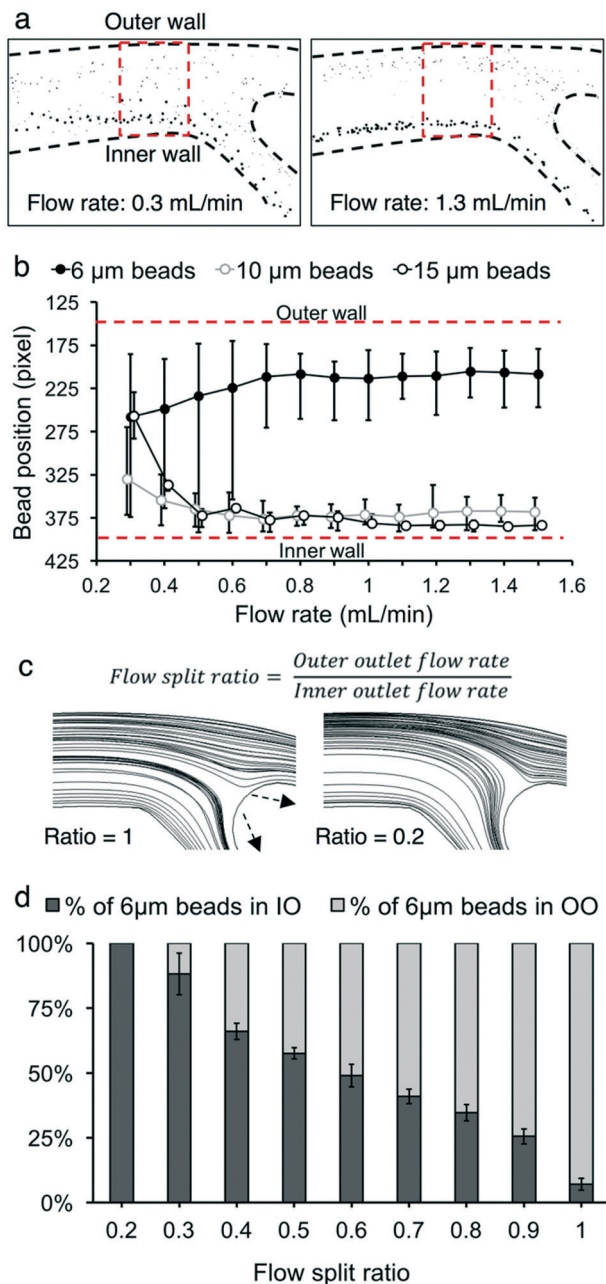 a
Outer wall
Inner wall
Flow rate: 0.3 mL/min
Flow rate: 1.3 mL/min
b
6 µm beads 10 µm beads 15 µm beads
Bead position (pixel)
125
175
225
275
325
375
425
Outer wall
Inner wall
0.2 0.4 0.6 0.8 1 1.2 1.4 1.6
Flow rate (mL/min)
c
Flow split ratio = Outer outlet flow rate
Inner outlet flow rate
Ratio = 1
Ratio = 0.2
d
% of 6µm beads in IO % of 6µm beads in OO
100%
75%
50%
25%
0%
0.2 0.3 0.4 0.5 0.6 0.7 0.8 0.9 1
Flow split ratio